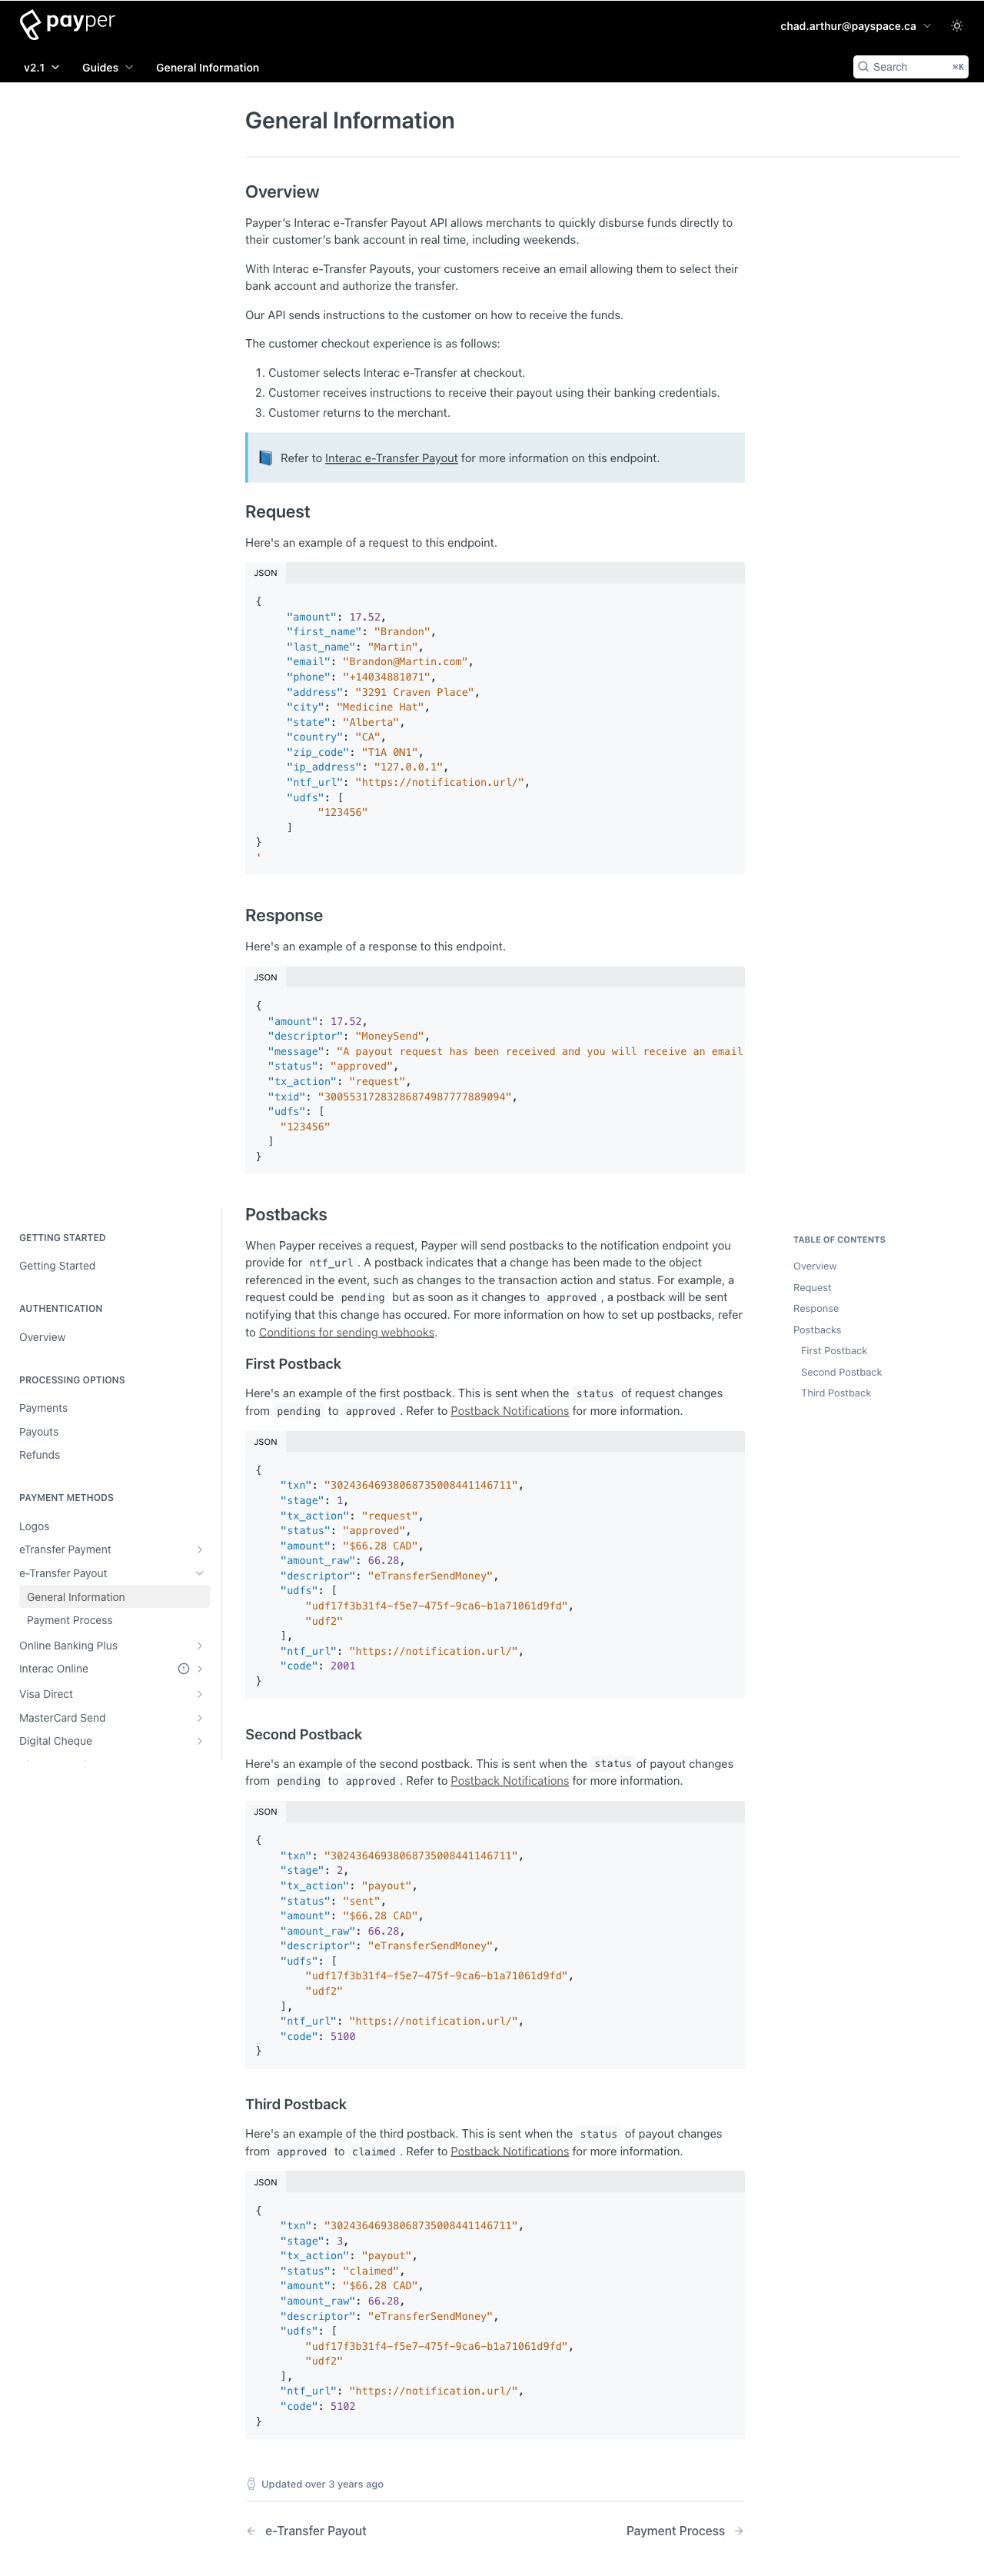 payper
chad.arthur@payspace.ca
v2.1
Guides
General Information
Search
⌘K
General Information
Overview
Payper’s Interac e-Transfer Payout API allows merchants to quickly disburse funds directly to
their customer’s bank account in real time, including weekends.
With Interac e-Transfer Payouts, your customers receive an email allowing them to select their
bank account and authorize the transfer.
Our API sends instructions to the customer on how to receive the funds.
The customer checkout experience is as follows:
1. Customer selects Interac e-Transfer at checkout.
2. Customer receives instructions to receive their payout using their banking credentials.
3. Customer returns to the merchant.
Refer to Interac e-Transfer Payout for more information on this endpoint.
Request
Here's an example of a request to this endpoint.
JSON
{
"amount": 17.52,
"first_name": "Brandon",
"last_name": "Martin",
"email": "Brandon@Martin.com",
"phone": "+14034881071",
"address": "3291 Craven Place",
"city": "Medicine Hat",
"state": "Alberta",
"country": "CA",
"zip_code": "T1A 0N1",
"ip_address": "127.0.0.1",
"ntf_url": "https://notification.url/",
"udfs": [
"123456"
]
}
'
Response
Here's an example of a response to this endpoint.
JSON
{
"amount": 17.52,
"descriptor": "MoneySend",
"message": "A payout request has been received and you will receive an email
"status": "approved",
"tx_action": "request",
"txid": "30055317283286874987777889094",
"udfs": [
"123456"
]
}
GETTING STARTED
Getting Started
AUTHENTICATION
Overview
PROCESSING OPTIONS
Payments
Payouts
Refunds
PAYMENT METHODS
Logos
eTransfer Payment
e-Transfer Payout
General Information
Payment Process
Online Banking Plus
Interac Online
Visa Direct
MasterCard Send
Digital Cheque
Postbacks
When Payper receives a request, Payper will send postbacks to the notification endpoint you
provide for ntf_url . A postback indicates that a change has been made to the object
referenced in the event, such as changes to the transaction action and status. For example, a
request could be pending but as soon as it changes to approved , a postback will be sent
notifying that this change has occured. For more information on how to set up postbacks, refer
to Conditions for sending webhooks.
First Postback
Here's an example of the first postback. This is sent when the status of request changes
from pending to approved . Refer to Postback Notifications for more information.
JSON
{
"txn": "30243646938068735008441146711",
"stage": 1,
"tx_action": "request",
"status": "approved",
"amount": "$66.28 CAD",
"amount_raw": 66.28,
"descriptor": "eTransferSendMoney",
"udfs": [
"udf17f3b31f4-f5e7-475f-9ca6-b1a71061d9fd",
"udf2"
],
"ntf_url": "https://notification.url/",
"code": 2001
}
Second Postback
Here's an example of the second postback. This is sent when the status of payout changes
from pending to approved . Refer to Postback Notifications for more information.
JSON
{
"txn": "30243646938068735008441146711",
"stage": 2,
"tx_action": "payout",
"status": "sent",
"amount": "$66.28 CAD",
"amount_raw": 66.28,
"descriptor": "eTransferSendMoney",
"udfs": [
"udf17f3b31f4-f5e7-475f-9ca6-b1a71061d9fd",
"udf2"
],
"ntf_url": "https://notification.url/",
"code": 5100
}
Third Postback
Here's an example of the third postback. This is sent when the status of payout changes
from approved to claimed . Refer to Postback Notifications for more information.
JSON
{
"txn": "30243646938068735008441146711",
"stage": 3,
"tx_action": "payout",
"status": "claimed",
"amount": "$66.28 CAD",
"amount_raw": 66.28,
"descriptor": "eTransferSendMoney",
"udfs": [
"udf17f3b31f4-f5e7-475f-9ca6-b1a71061d9fd",
"udf2"
],
"ntf_url": "https://notification.url/",
"code": 5102
}
Updated over 3 years ago
← e-Transfer Payout
Payment Process →
TABLE OF CONTENTS
Overview
Request
Response
Postbacks
First Postback
Second Postback
Third Postback